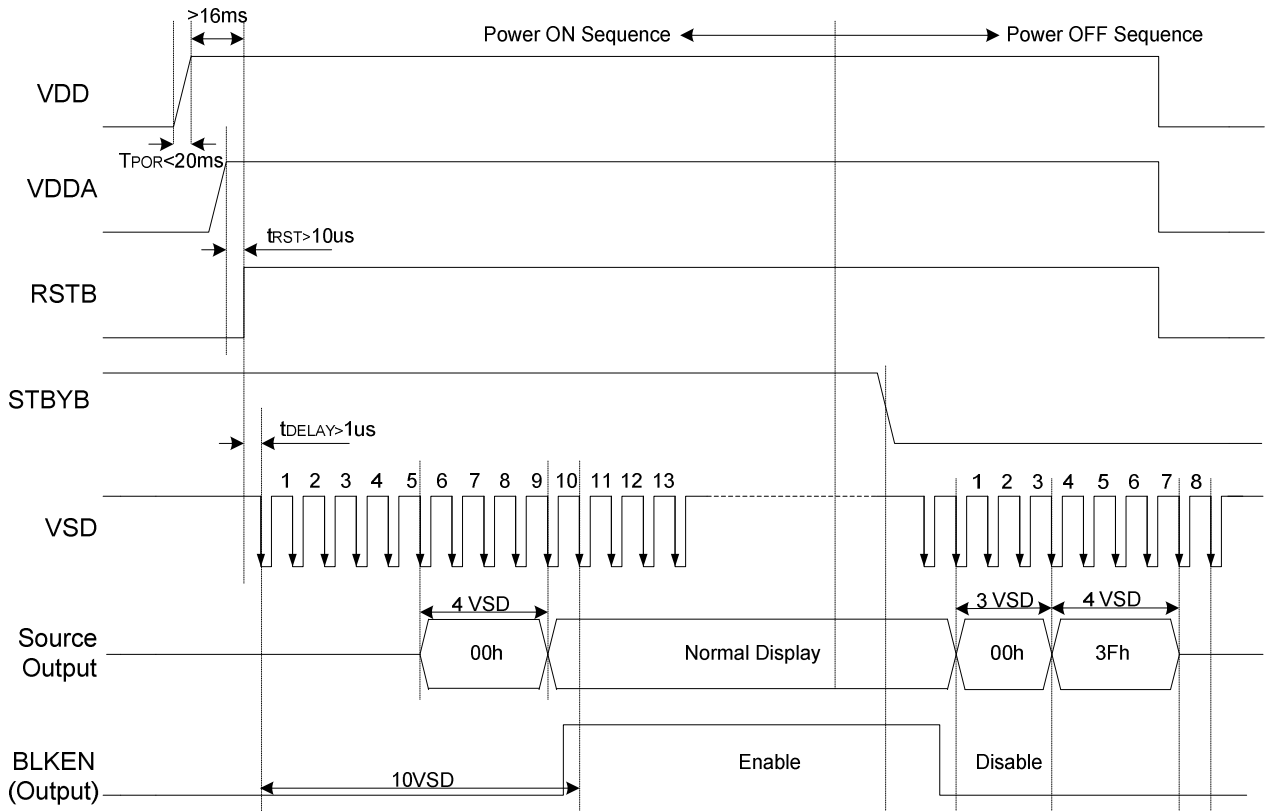 >16ms
Power ON Sequence
Power OFF Sequence
VDD
TPOR<20ms
VDDA
tRST>10us
RSTB
STBYB
tDELAY>1us
1 2 3 4 5 6 7 8 9 10 11 12 13
1 2 3 4 5 6 7 8
VSD
4 VSD
3 VSD
4 VSD
Source
Output
00h
Normal Display
00h
3Fh
BLKEN
(Output)
10VSD
Enable
Disable